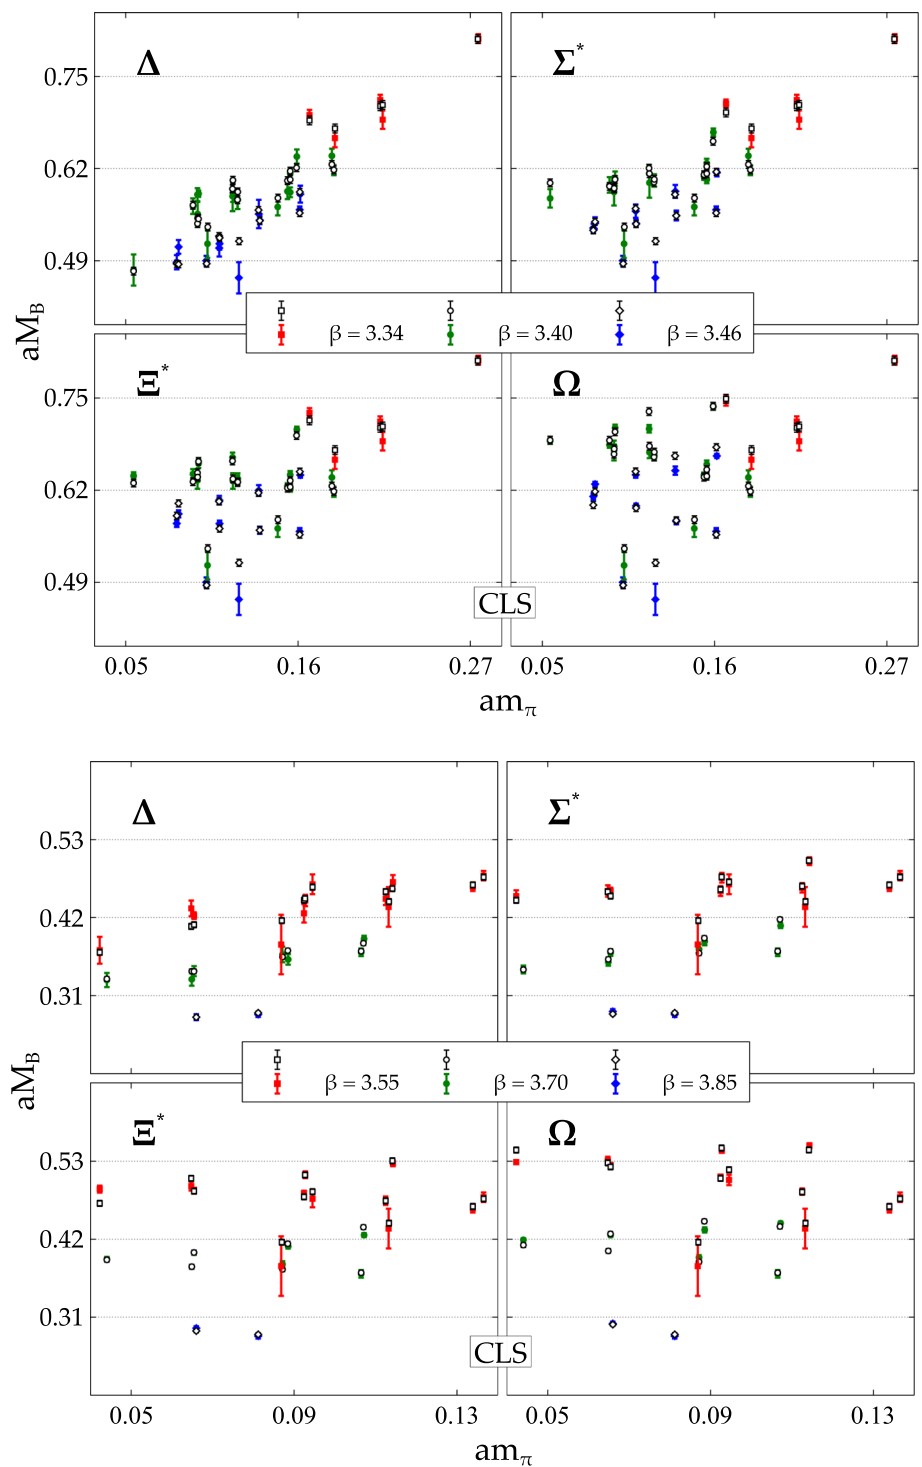 Δ
Σ*
0.75
0.62
0.49
aM_B
β = 3.34
β = 3.40
β = 3.46
Ξ*
Ω
0.75
0.62
0.49
CLS
0.05
0.16
0.27
0.05
0.16
0.27
am_π
Δ
Σ*
0.53
0.42
0.31
aM_B
β = 3.55
β = 3.70
β = 3.85
Ξ*
Ω
0.53
0.42
0.31
CLS
0.05
0.09
0.13
0.05
0.09
0.13
am_π